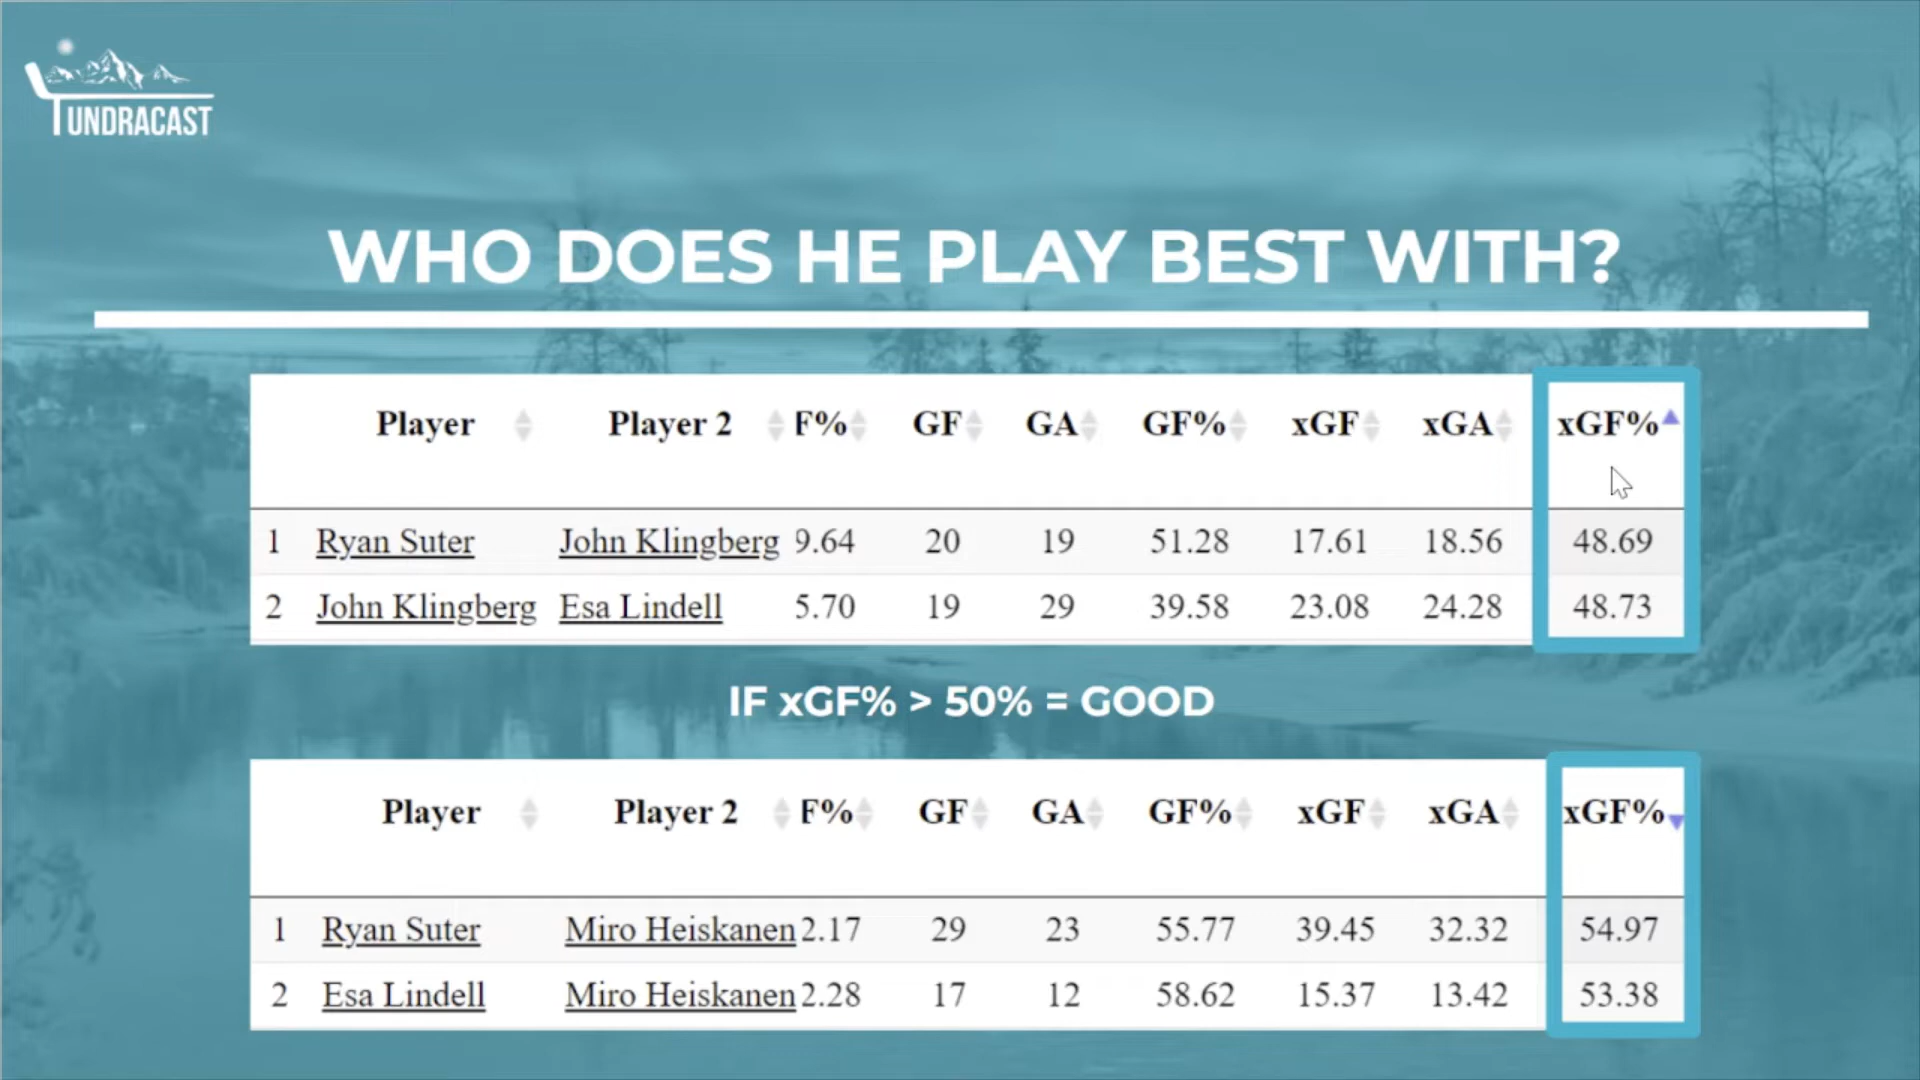 TUNDRACAST
WHO DOES HE PLAY BEST WITH?
Player Player 2 F% GF GA GF% xGF xGA xGF%
1 Ryan Suter John Klingberg 9.64 20 19 51.28 17.61 18.56 48.69
2 John Klingberg Esa Lindell 5.70 19 29 39.58 23.08 24.28 48.73
IF xGF% > 50% = GOOD
Player Player 2 F% GF GA GF% xGF xGA xGF%
1 Ryan Suter Miro Heiskanen 2.17 29 23 55.77 39.45 32.32 54.97
2 Esa Lindell Miro Heiskanen 2.28 17 12 58.62 15.37 13.42 53.38